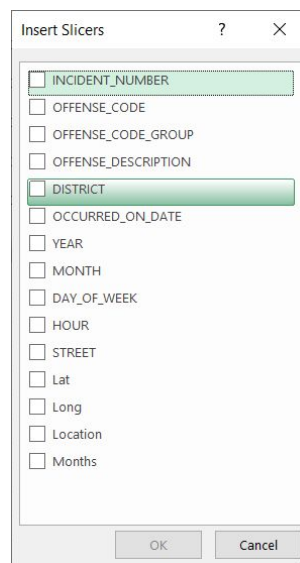 Insert Slicers ? ×
INCIDENT_NUMBER
OFFENSE_CODE
OFFENSE_CODE_GROUP
OFFENSE_DESCRIPTION
DISTRICT
OCCURRED_ON_DATE
YEAR
MONTH
DAY_OF_WEEK
HOUR
STREET
Lat
Long
Location
Months
OK Cancel